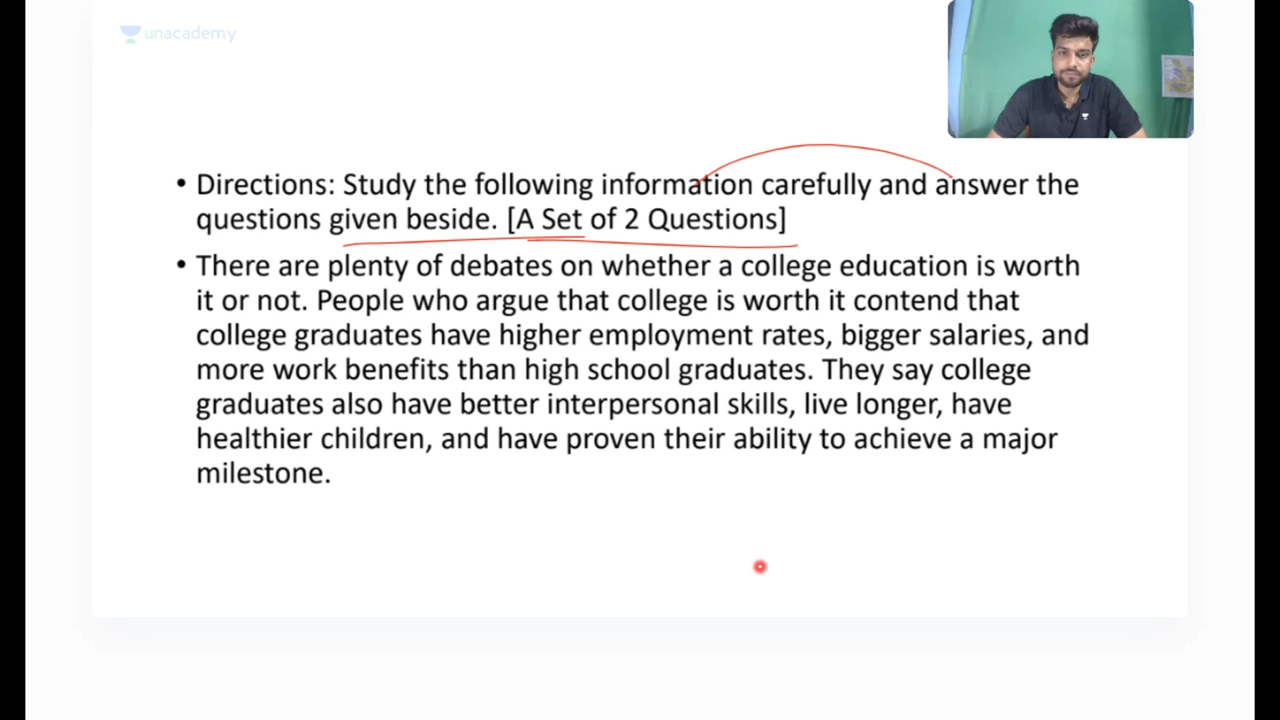 unacademy
• Directions: Study the following information carefully and answer the
questions given beside. [A Set of 2 Questions]
• There are plenty of debates on whether a college education is worth
it or not. People who argue that college is worth it contend that
college graduates have higher employment rates, bigger salaries, and
more work benefits than high school graduates. They say college
graduates also have better interpersonal skills, live longer, have
healthier children, and have proven their ability to achieve a major
milestone.